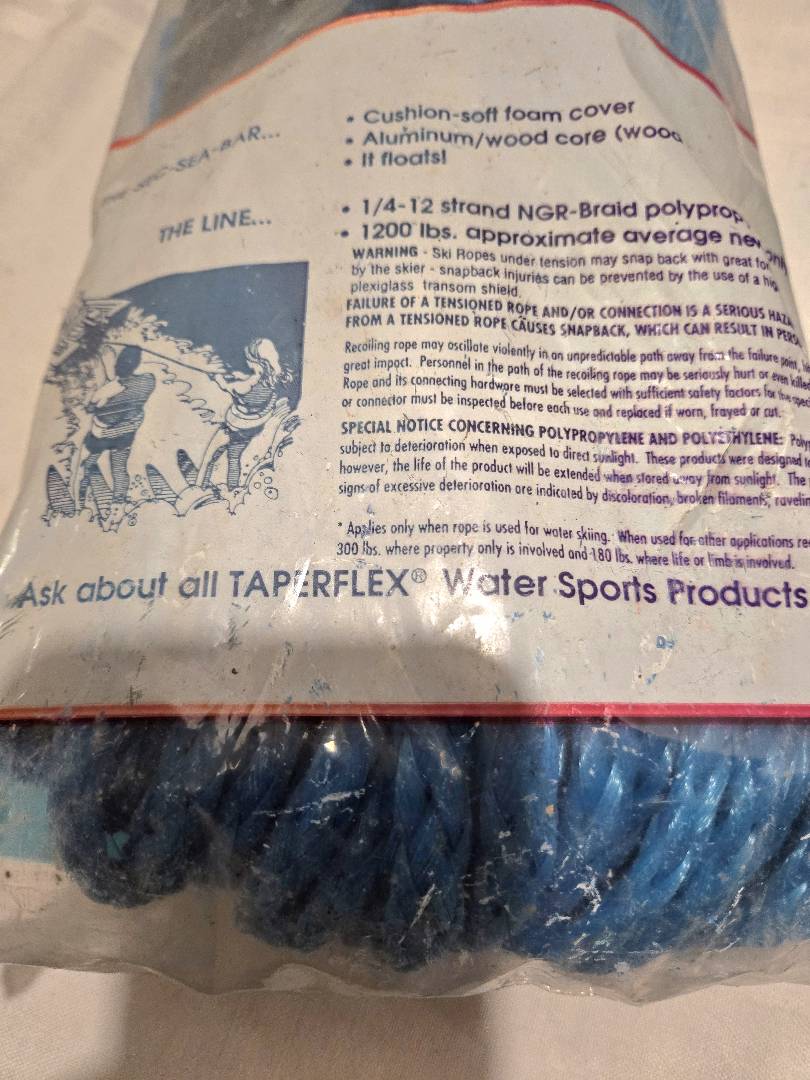 • Cushion-soft foam cover
THE SEC-SEA-BAR...
• Aluminum/wood core (wood
• It floats!
THE LINE...
• 1/4-12 strand NGR-Braid polyprop
• 1200 lbs. approximate average new
WARNING - Ski Ropes under tension may snap back with great for
by the skier - snapback injuries can be prevented by the use of a hig
plexiglass transom shield.
FAILURE OF A TENSIONED ROPE AND/OR CONNECTION IS A SERIOUS HAZA
FROM A TENSIONED ROPE CAUSES SNAPBACK, WHICH CAN RESULT IN PERS
Recoiling rope may oscillate violently in an unpredictable path away from the failure point,
great impact. Personnel in the path of the recoiling rope may be seriously hurt or even killed
Rope and its connecting hardware must be selected with sufficient safety factors for the spec
or connector must be inspected before each use and replaced if worn, frayed or cut.
SPECIAL NOTICE CONCERNING POLYPROPYLENE AND POLYETHYLENE: Poly
subject to deterioration when exposed to direct sunlight. These products were designed
however, the life of the product will be extended when stored away from sunlight. The
signs of excessive deterioration are indicated by discoloration, broken filaments, ravelin
* Applies only when rope is used for water skiing. When used for other applications re
300 lbs. where property only is involved and 180 lbs. where life or limb is involved.
Ask about all TAPERFLEX® Water Sports Products